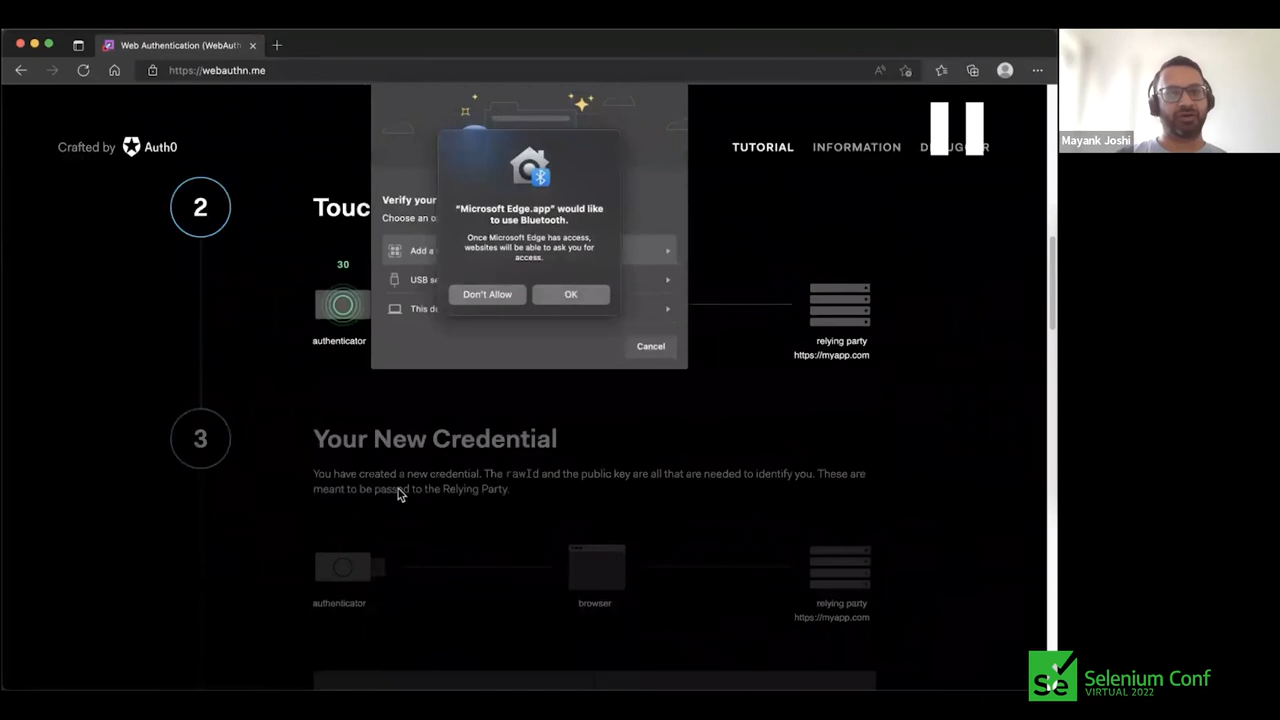 Web Authentication (WebAuth
https://webauthn.me
Mayank Joshi
Crafted by Auth0
TUTORIAL INFORMATION
2
Touc
Verify your
Choose an o
Add a
USB se
This de
Cancel
"Microsoft Edge.app" would like
to use Bluetooth.
Once Microsoft Edge has access,
websites will be able to ask you for
access.
Don't Allow OK
30
authenticator
relying party
https://myapp.com
3
Your New Credential
You have created a new credential. The rawId and the public key are all that are needed to identify you. These are
meant to be passed to the Relying Party.
authenticator
browser
relying party
https://myapp.com
Se
Selenium Conf
VIRTUAL 2022